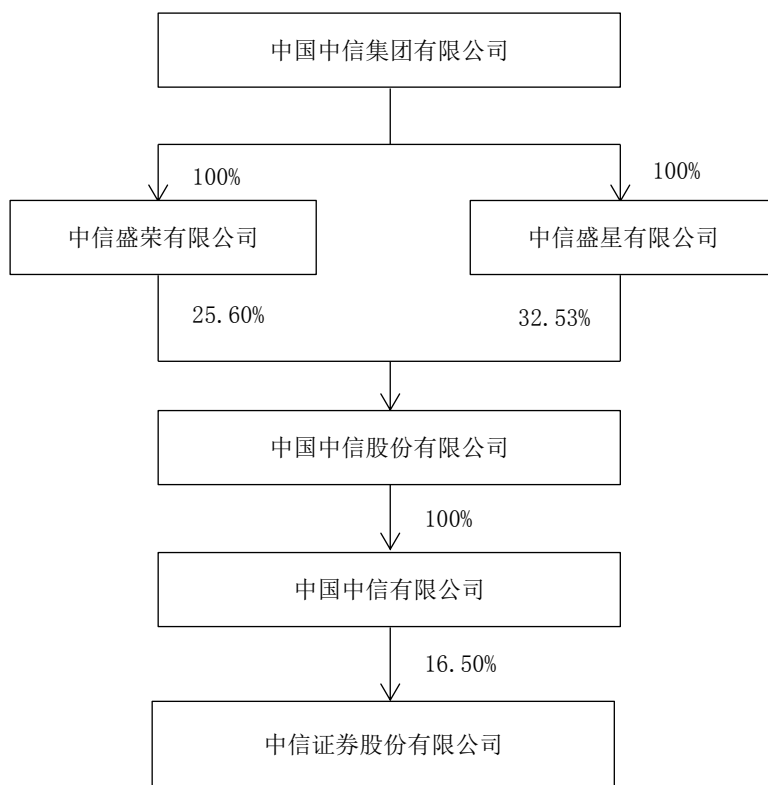 中国中信集团有限公司
100%
100%
中信盛荣有限公司
中信盛星有限公司
25.60%
32.53%
中国中信股份有限公司
100%
中国中信有限公司
16.50%
中信证券股份有限公司